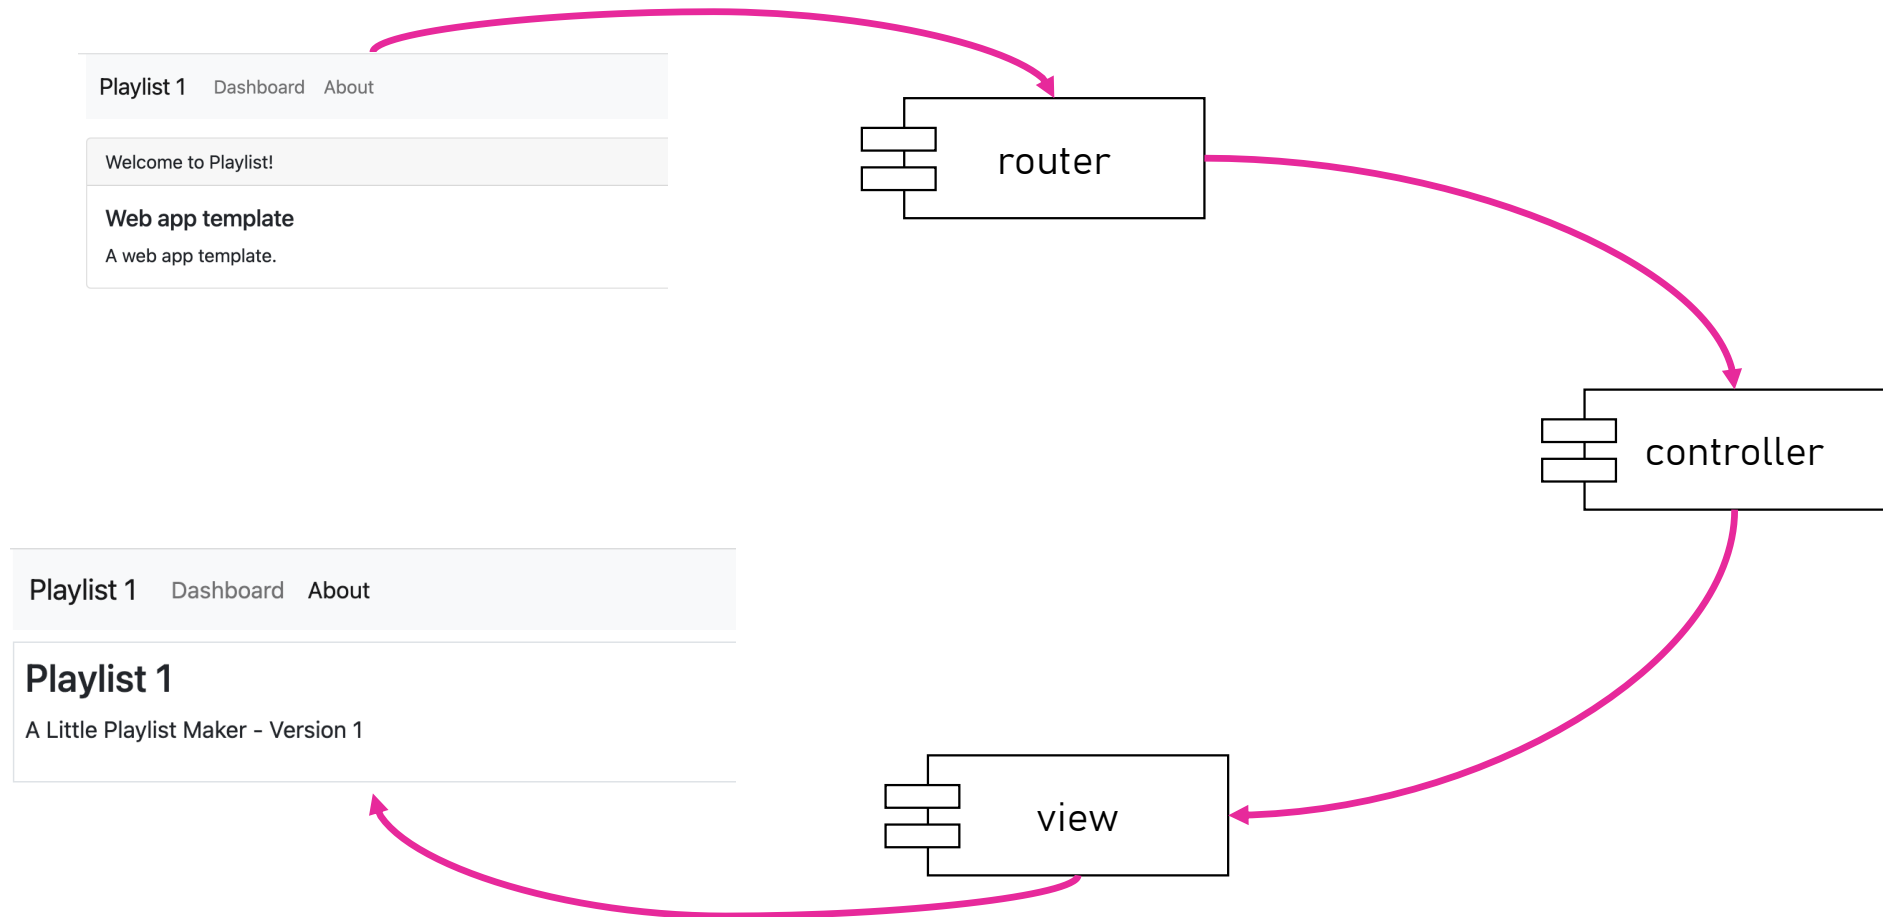 Playlist 1 Dashboard About
Welcome to Playlist!
Web app template
A web app template.
router
controller
Playlist 1 Dashboard About
Playlist 1
A Little Playlist Maker - Version 1
view